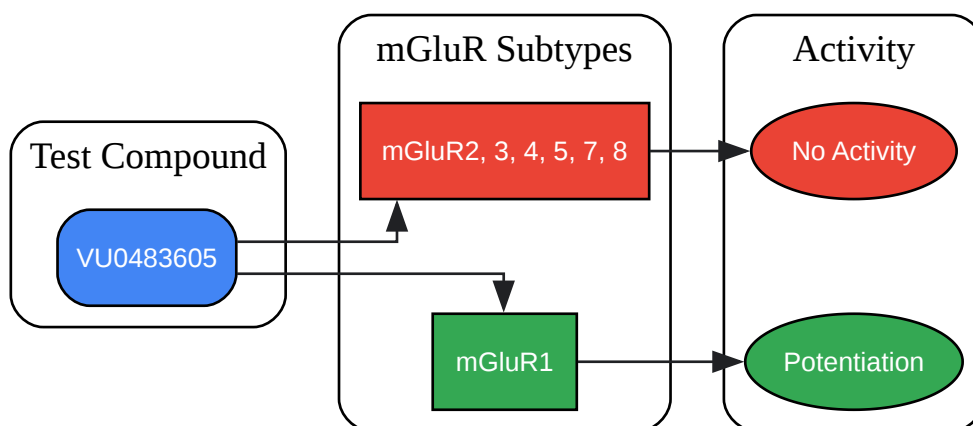 mGluR Subtypes
Activity
Test Compound
mGluR2, 3, 4, 5, 7, 8
No Activity
VU0483605
mGluR1
Potentiation